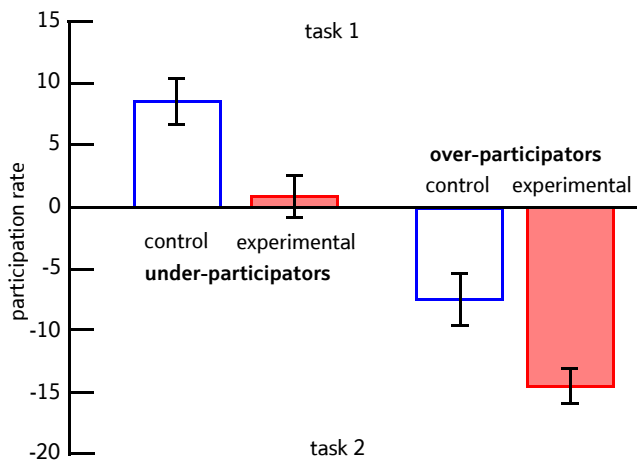 15
task 1
10
5
over-participators
control experimental
0
control experimental
under-participators
participation rate
-5
-10
-15
-20
task 2